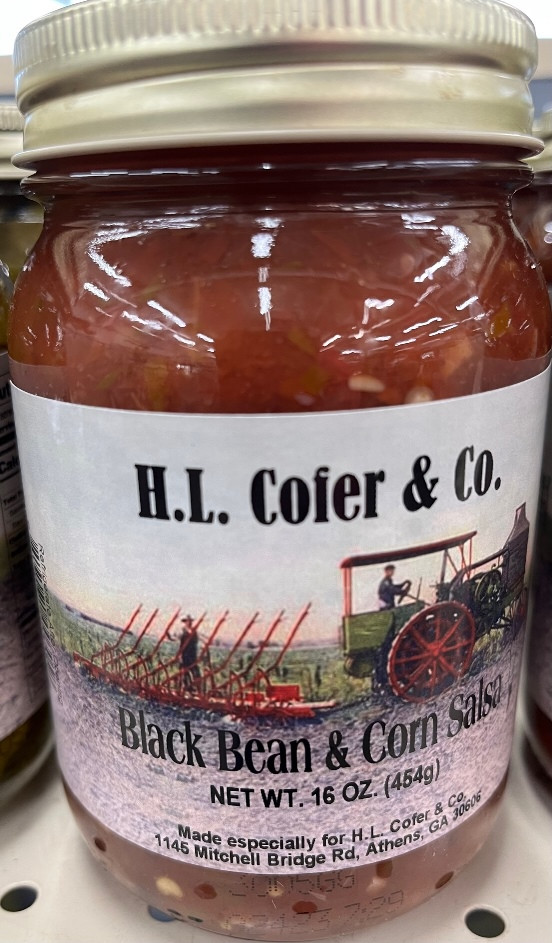 H.L. Cofer & Co.
Black Bean & Corn Salsa
NET WT. 16 OZ. (454g)
Made especially for H.L. Cofer & Co.
1145 Mitchell Bridge Rd, Athens, GA 30606